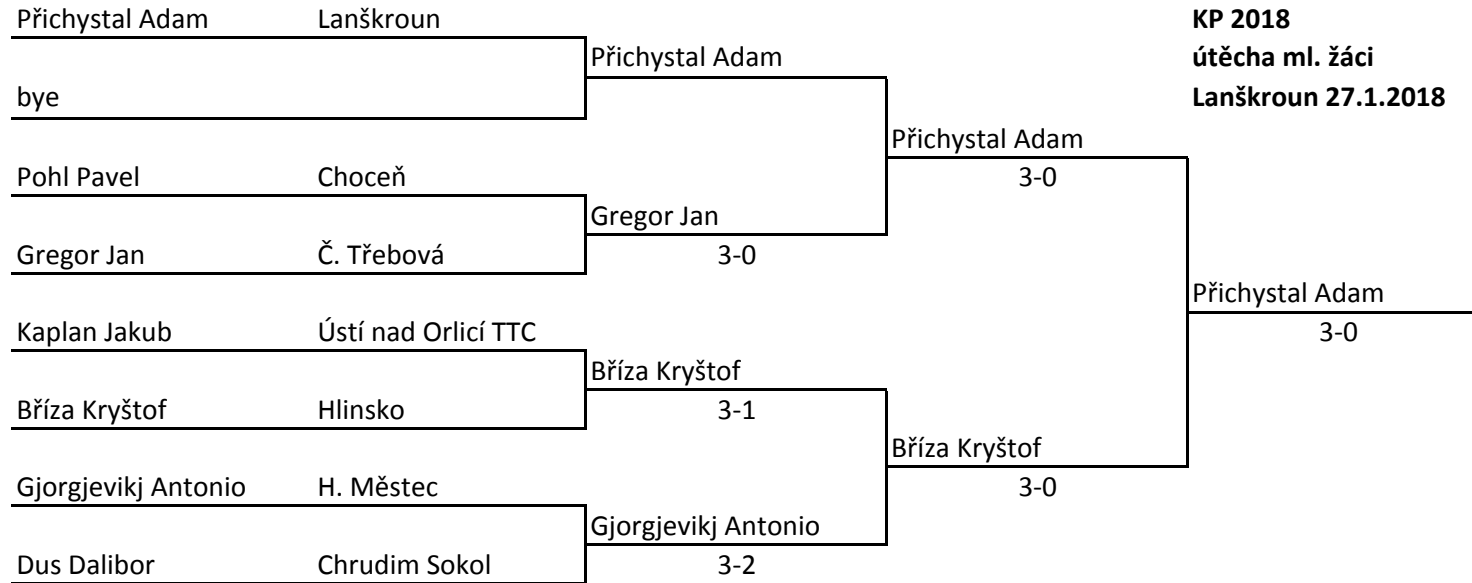 Přichystal Adam Lanškroun KP 2018
Přichystal Adam útěcha ml. žáci
bye Lanškroun 27.1.2018
Přichystal Adam
Pohl Pavel Choceň 3-0
Gregor Jan
Gregor Jan Č. Třebová 3-0
Přichystal Adam
Kaplan Jakub Ústí nad Orlicí TTC 3-0
Bříza Kryštof
Bříza Kryštof Hlinsko 3-1
Bříza Kryštof
Gjorgjevikj Antonio H. Městec 3-0
Gjorgjevikj Antonio
Dus Dalibor Chrudim Sokol 3-2